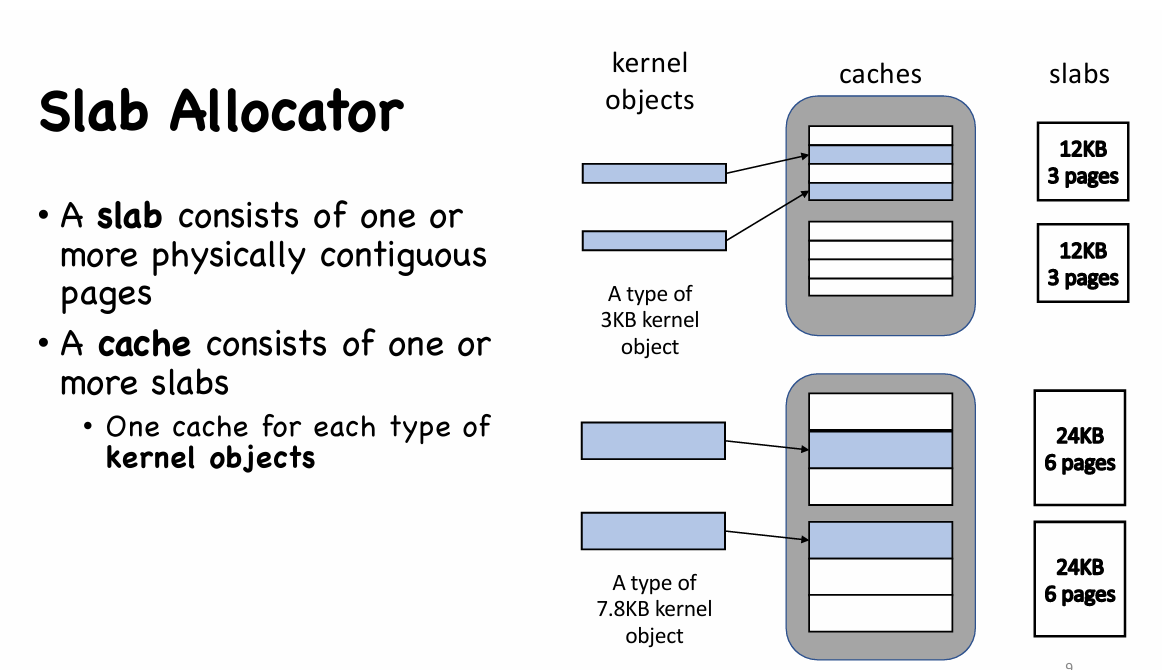 Slab Allocator
• A slab consists of one or
more physically contiguous
pages
• A cache consists of one or
more slabs
• One cache for each type of
kernel objects
kernel
objects
caches
slabs
12KB
3 pages
12KB
3 pages
A type of
3KB kernel
object
24KB
6 pages
24KB
6 pages
A type of
7.8KB kernel
object
9